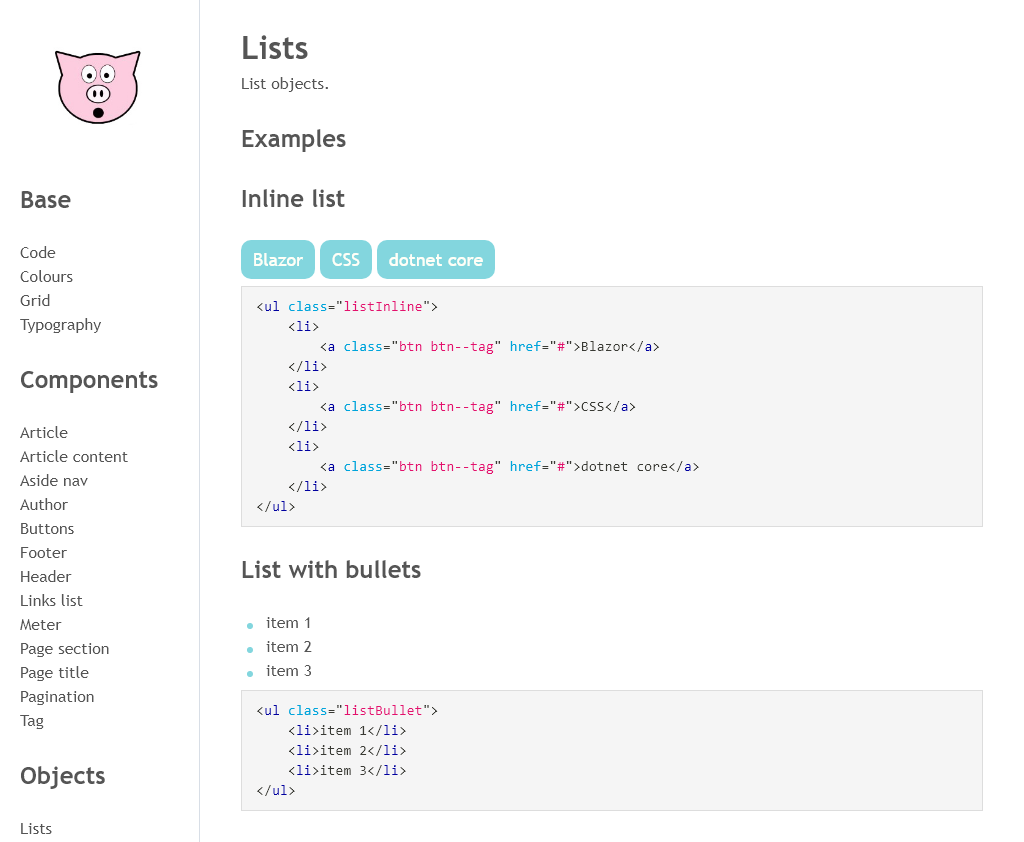 Base
Code
Colours
Grid
Typography
Components
Article
Article content
Aside nav
Author
Buttons
Footer
Header
Links list
Meter
Page section
Page title
Pagination
Tag
Objects
Lists
Lists
List objects.
Examples
Inline list
Blazor CSS dotnet core
<ul class="listInline">
    <li>
        <a class="btn btn--tag" href="#">Blazor</a>
    </li>
    <li>
        <a class="btn btn--tag" href="#">CSS</a>
    </li>
    <li>
        <a class="btn btn--tag" href="#">dotnet core</a>
    </li>
</ul>
List with bullets
item 1
item 2
item 3
<ul class="listBullet">
    <li>item 1</li>
    <li>item 2</li>
    <li>item 3</li>
</ul>